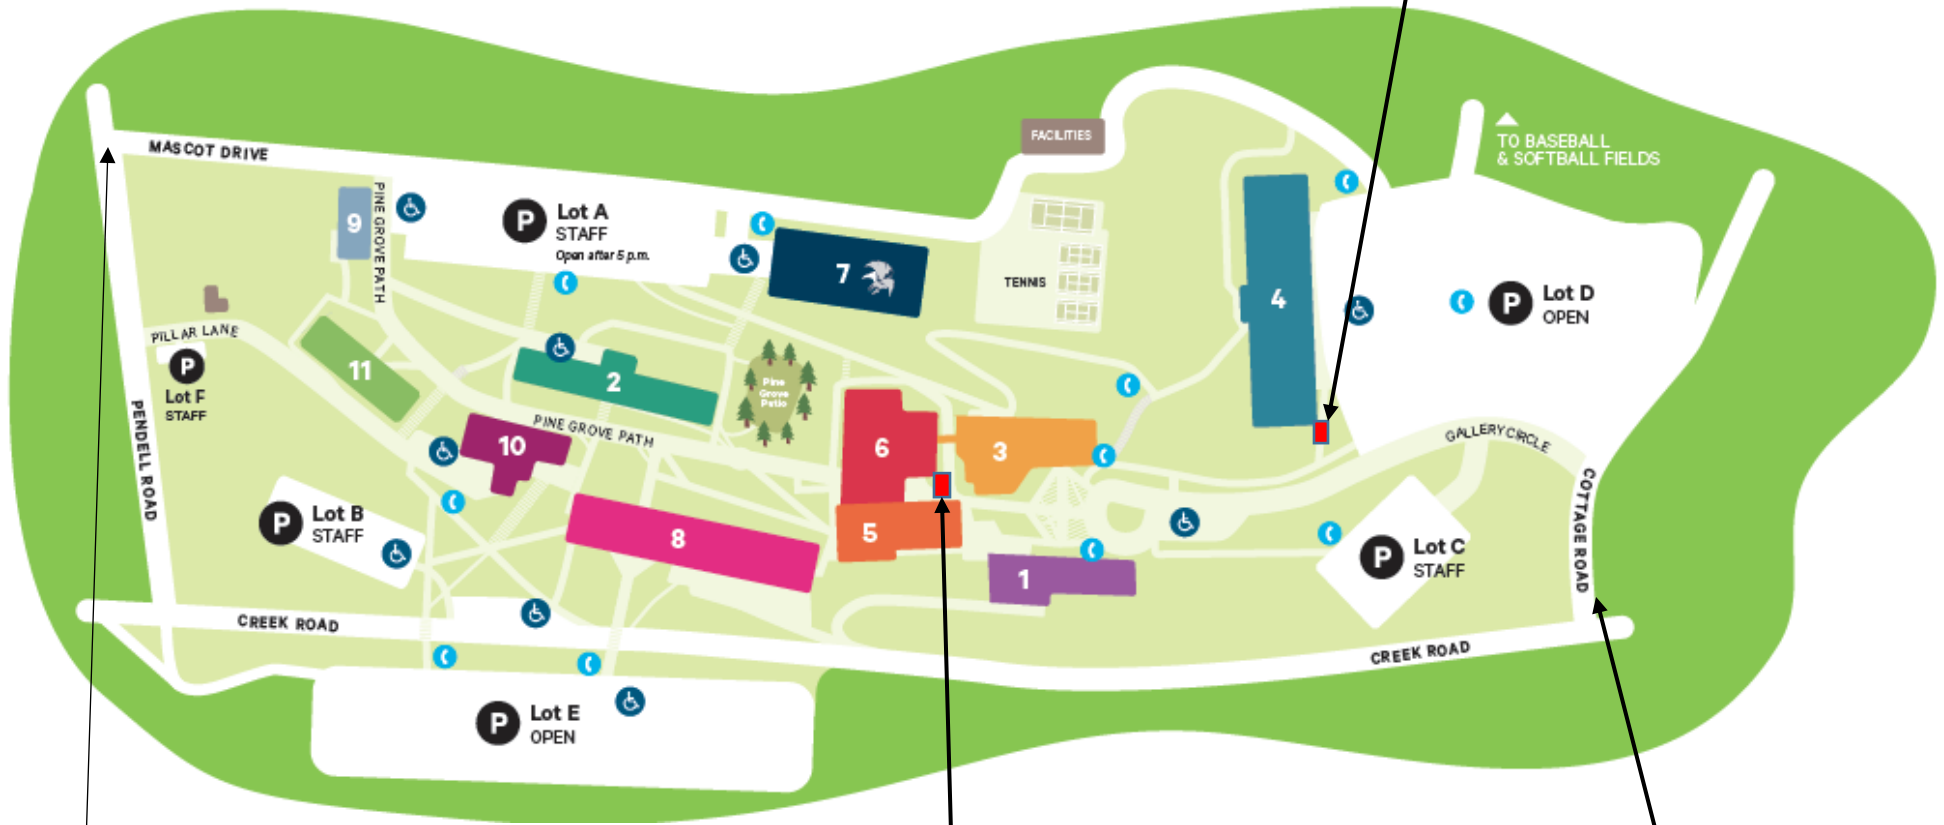 FACILITIES
TO BASEBALL
& SOFTBALL FIELDS
MASCOT DRIVE
9
PINE GROVE PATH
P
Lot A
STAFF
Open after 5 p.m.
7
TENNIS
4
P
Lot D
OPEN
PILLAR LANE
P
Lot F
STAFF
11
2
Pine
Grove
Patio
PINE GROVE PATH
10
6
3
GALLERY CIRCLE
PENDELL ROAD
COTTAGE ROAD
P
Lot B
STAFF
8
5
1
P
Lot C
STAFF
CREEK ROAD
CREEK ROAD
P
Lot E
OPEN